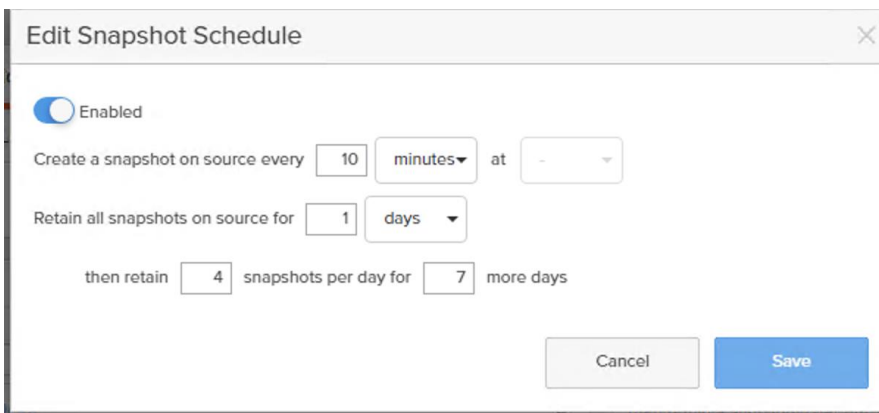 Edit Snapshot Schedule
Enabled
Create a snapshot on source every 10 minutes at -
Retain all snapshots on source for 1 days
then retain 4 snapshots per day for 7 more days
Cancel Save